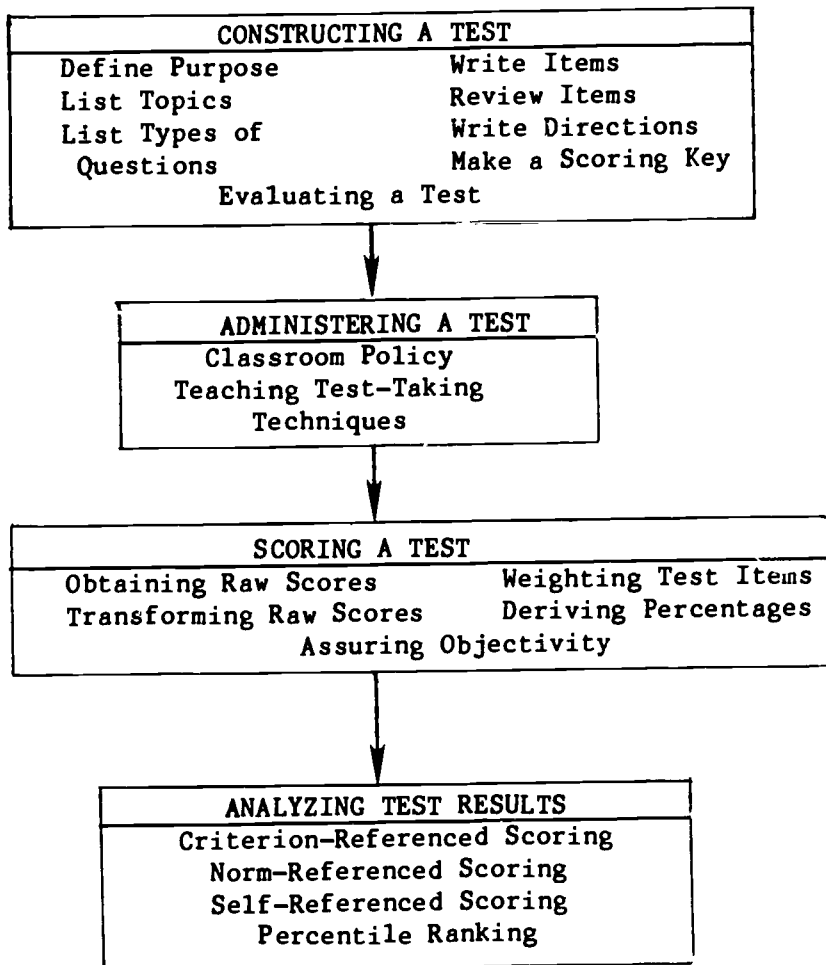 CONSTRUCTING A TEST
Define Purpose
List Topics
List Types of
Questions
Write Items
Review Items
Write Directions
Make a Scoring Key
Evaluating a Test
ADMINISTERING A TEST
Classroom Policy
Teaching Test-Taking
Techniques
SCORING A TEST
Obtaining Raw Scores
Transforming Raw Scores
Weighting Test Items
Deriving Percentages
Assuring Objectivity
ANALYZING TEST RESULTS
Criterion-Referenced Scoring
Norm-Referenced Scoring
Self-Referenced Scoring
Percentile Ranking